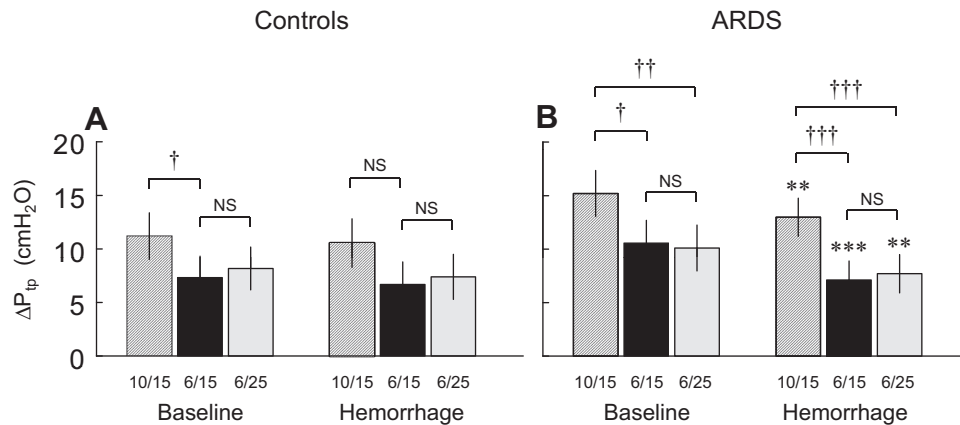 Controls ARDS
†† †††
A † B † †††
20
NS NS NS **
15
NS NS *** **
10
5
0
ΔPtp (cmH2O)
10/15 6/15 6/25 10/15 6/15 6/25 10/15 6/15 6/25 10/15 6/15 6/25
Baseline Hemorrhage Baseline Hemorrhage